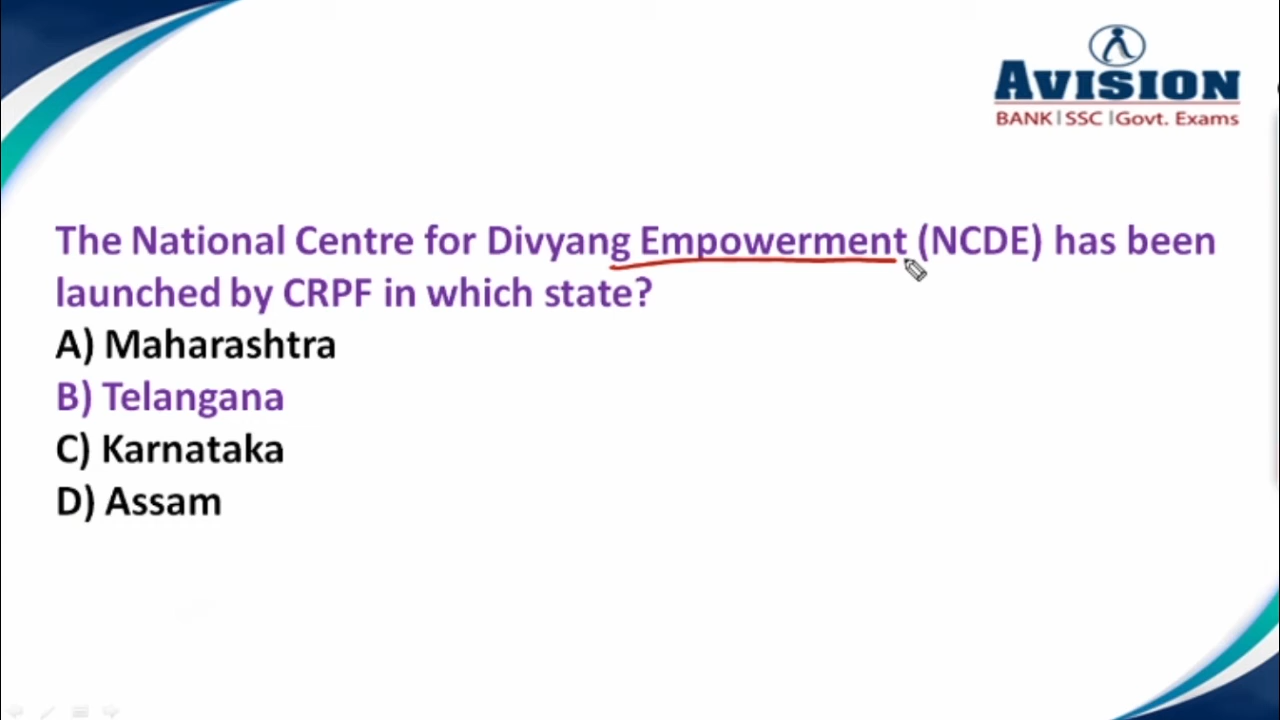 AVISION
BANK | SSC | Govt. Exams
The National Centre for Divyang Empowerment (NCDE) has been
launched by CRPF in which state?
A) Maharashtra
B) Telangana
C) Karnataka
D) Assam